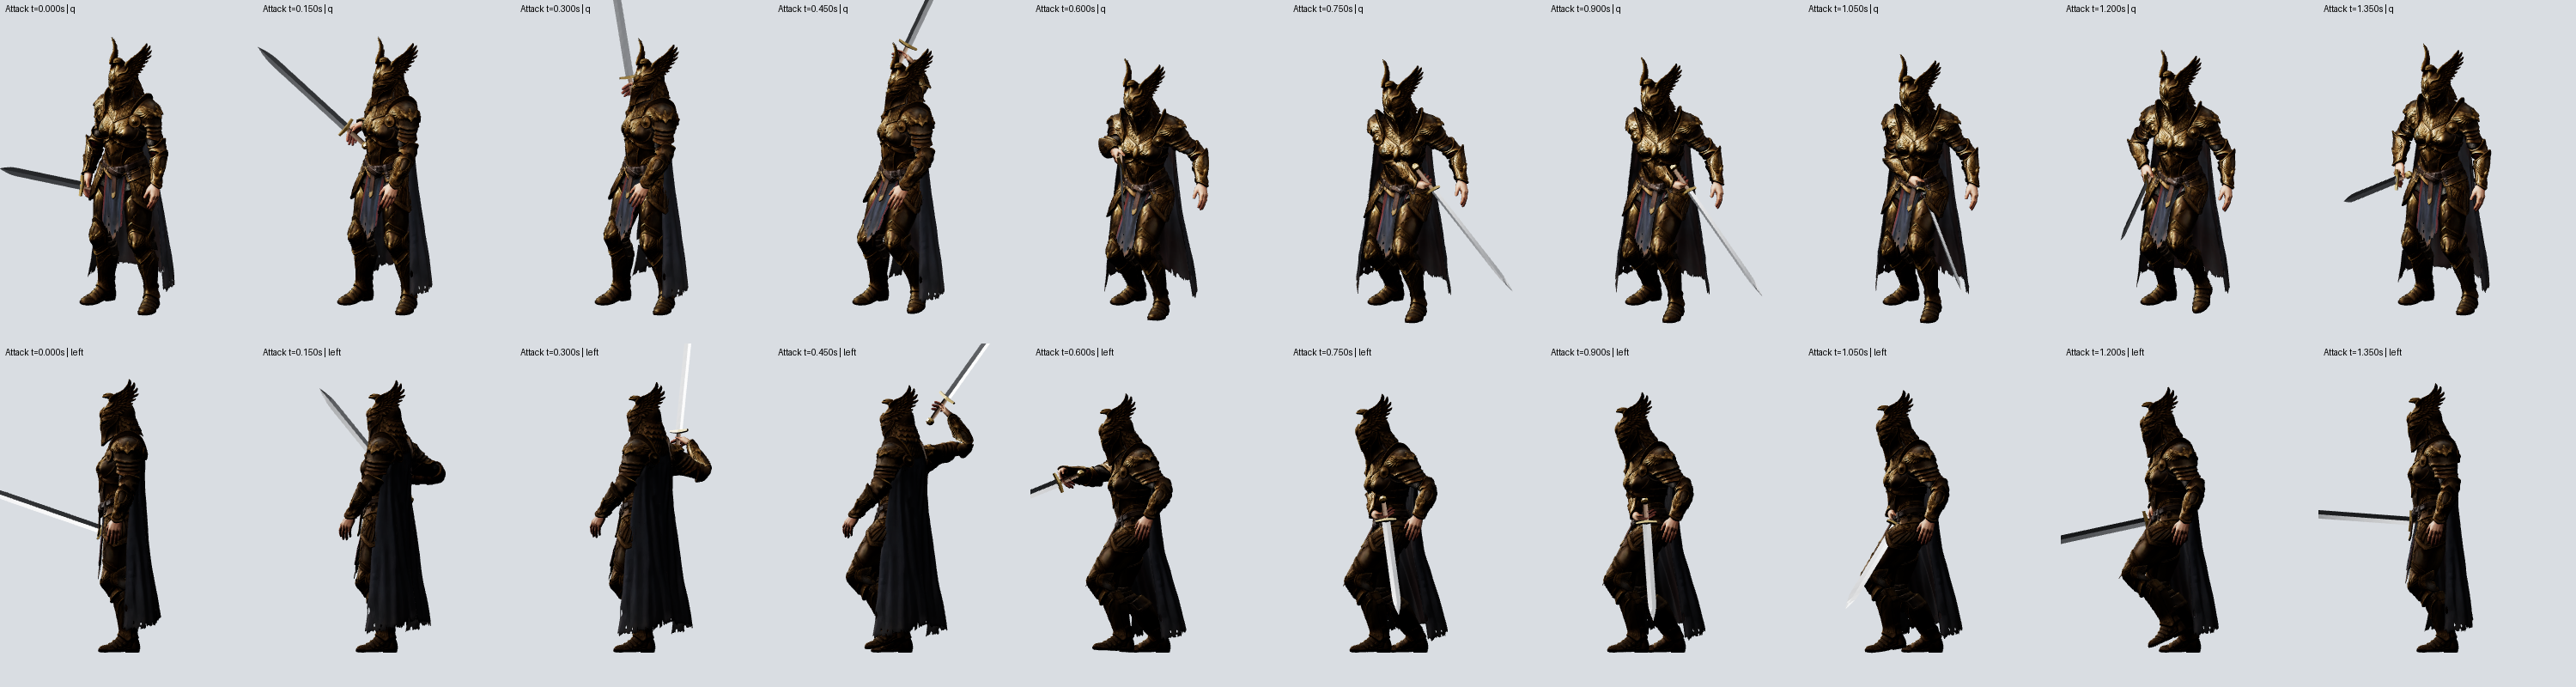 Attack t=0.000s | q
Attack t=0.150s | q
Attack t=0.300s | q
Attack t=0.450s | q
Attack t=0.600s | q
Attack t=0.750s | q
Attack t=0.900s | q
Attack t=1.050s | q
Attack t=1.200s | q
Attack t=1.350s | q
Attack t=0.000s | left
Attack t=0.150s | left
Attack t=0.300s | left
Attack t=0.450s | left
Attack t=0.600s | left
Attack t=0.750s | left
Attack t=0.900s | left
Attack t=1.050s | left
Attack t=1.200s | left
Attack t=1.350s | left